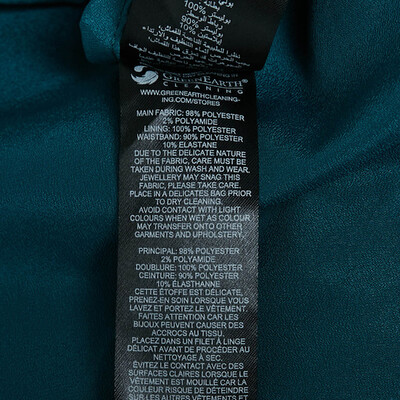 100% بوليستر
GREENEARTH
CLEANING
WWW.GREENEARTHCLEANING-
ING.COM/STORES
MAIN FABRIC: 98% POLYESTER
2% POLYAMIDE
LINING: 100% POLYESTER
WAISTBAND: 90% POLYESTER
10% ELASTANE
DUE TO THE DELICATE NATURE
OF THE FABRIC, CARE MUST BE
TAKEN DURING WASH AND WEAR.
JEWELLERY MAY SNAG THIS
FABRIC, PLEASE TAKE CARE.
PLACE IN A DELICATES BAG PRIOR
TO DRY CLEANING.
AVOID CONTACT WITH LIGHT
COLOURS WHEN WET AS COLOUR
MAY TRANSFER ONTO OTHER
GARMENTS AND UPHOLSTERY.
PRINCIPAL: 98% POLYESTER
2% POLYAMIDE
DOUBLURE: 100% POLYESTER
CEINTURE: 90% POLYESTER
10% ÉLASTHANNE
CETTE ÉTOFFE EST DÉLICATE,
PRENEZ-EN SOIN LORSQUE VOUS
LAVEZ ET PORTEZ LE VÊTEMENT.
FAITES ATTENTION CAR LES
BIJOUX PEUVENT CAUSER DES
ACCROCS AU TISSU.
PLACEZ DANS UN FILET À LINGE
DÉLICAT AVANT DE PROCÉDER AU
NETTOYAGE À SEC.
ÉVITEZ LE CONTACT AVEC DES
SURFACES CLAIRES LORSQUE LE
VÊTEMENT EST MOUILLÉ CAR LA
COULEUR RISQUE DE DÉTEINDRE
SUR LES AUTRES VÊTEMENTS ET